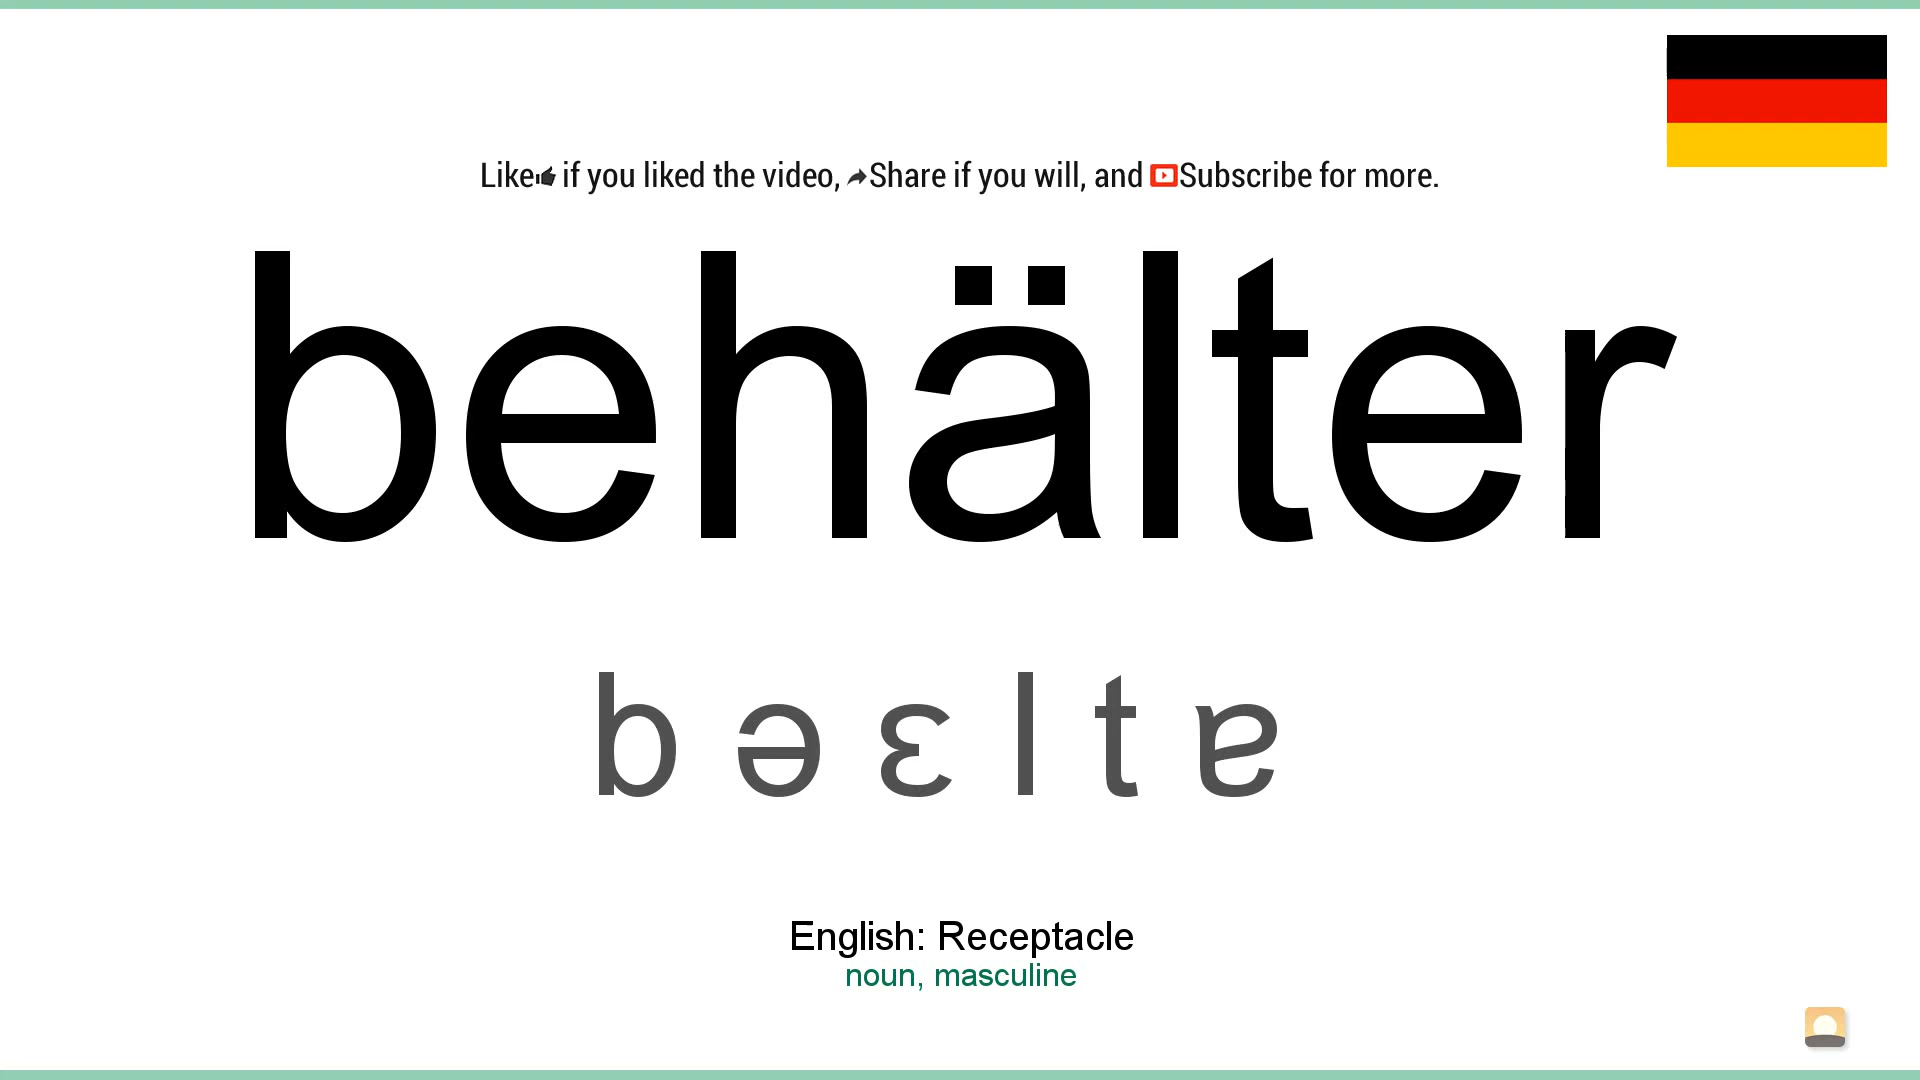 Like if you liked the video, Share if you will, and Subscribe for more.
behälter
b ə ɛ l t ɐ
English: Receptacle
noun, masculine